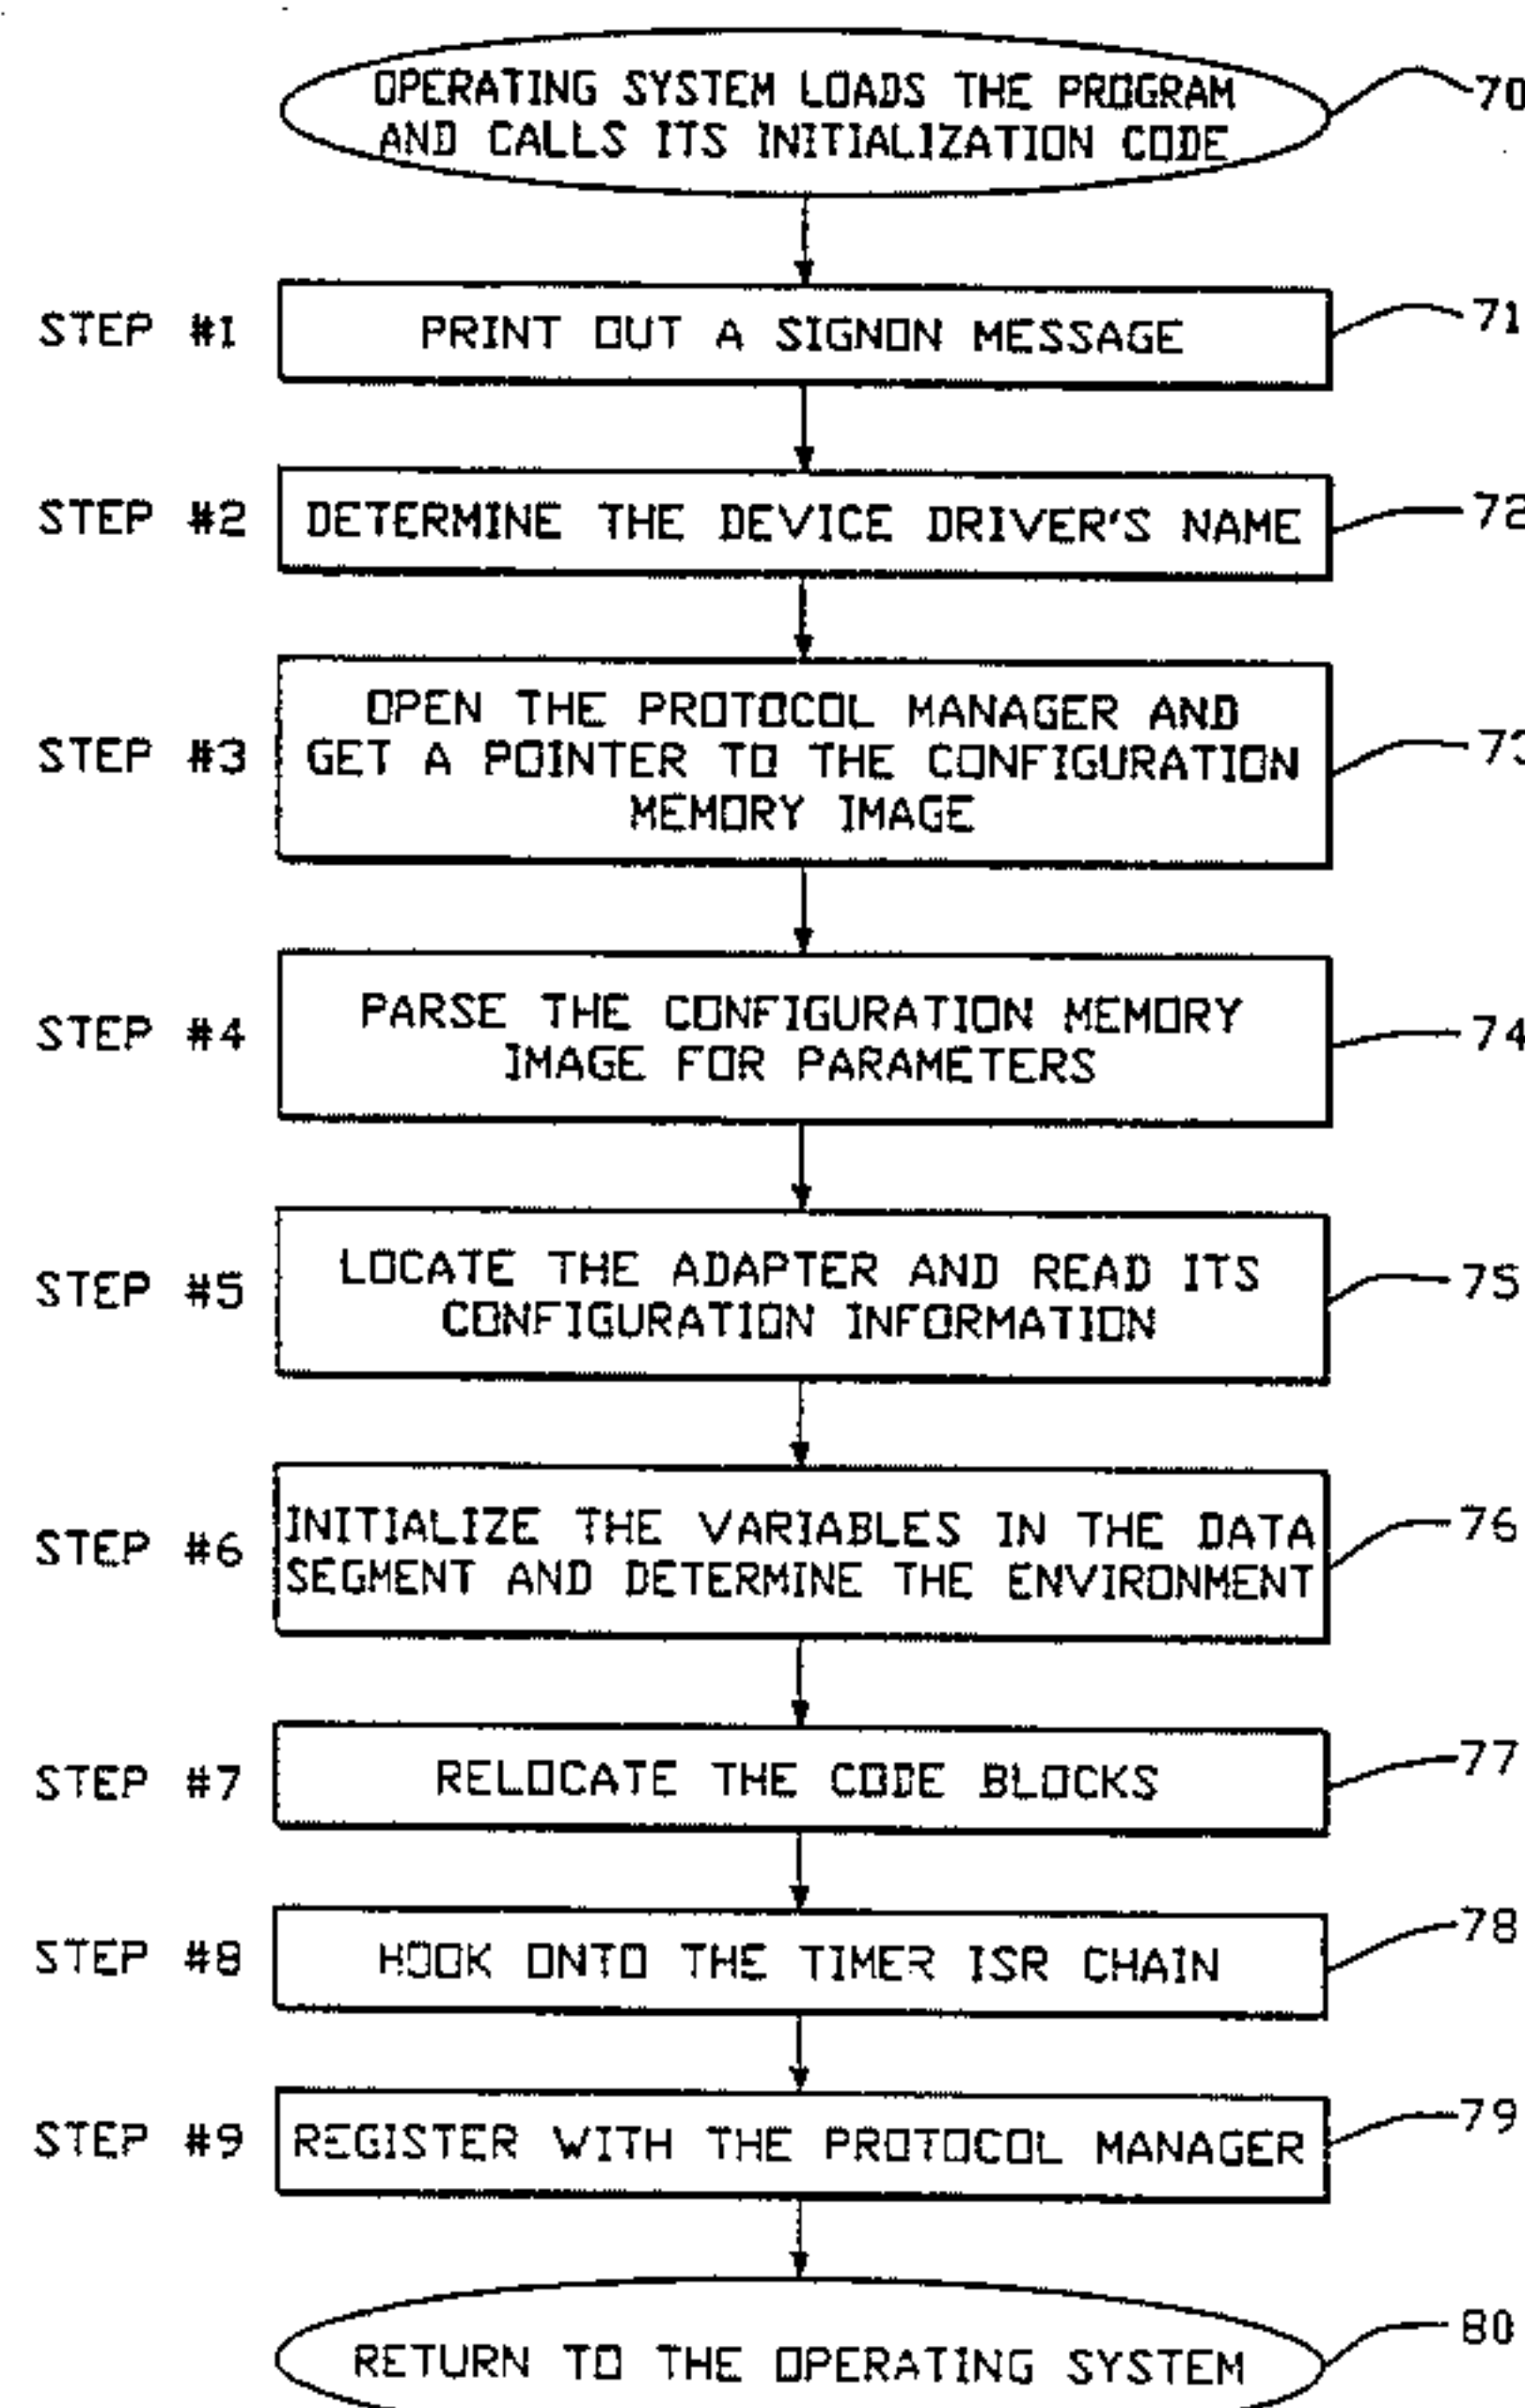 OPERATING SYSTEM LOADS THE PROGRAM
AND CALLS ITS INITIALIZATION CODE
70
STEP #1
PRINT OUT A SIGNON MESSAGE
71
STEP #2
DETERMINE THE DEVICE DRIVER'S NAME
72
STEP #3
OPEN THE PROTOCOL MANAGER AND
GET A POINTER TO THE CONFIGURATION
MEMORY IMAGE
73
STEP #4
PARSE THE CONFIGURATION MEMORY
IMAGE FOR PARAMETERS
74
STEP #5
LOCATE THE ADAPTER AND READ ITS
CONFIGURATION INFORMATION
75
STEP #6
INITIALIZE THE VARIABLES IN THE DATA
SEGMENT AND DETERMINE THE ENVIRONMENT
76
STEP #7
RELOCATE THE CODE BLOCKS
77
STEP #8
HOOK ONTO THE TIMER ISR CHAIN
78
STEP #9
REGISTER WITH THE PROTOCOL MANAGER
79
RETURN TO THE OPERATING SYSTEM
80